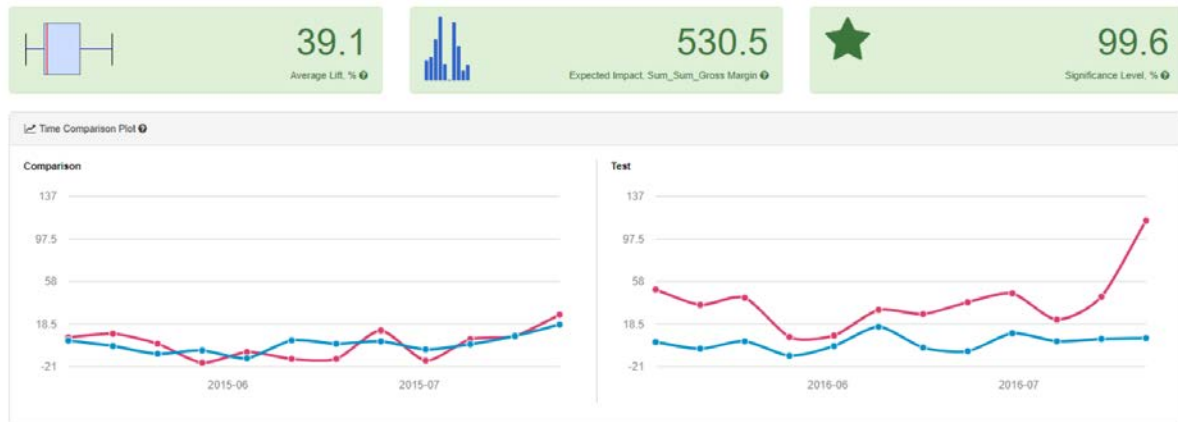 39.1
Average Lift, %
530.5
Expected Impact, Sum_Sum_Gross Margin
99.6
Significance Level, %
Time Comparison Plot
Comparison
137
97.5
58
18.5
-21
2015-06 2015-07
Test
137
97.5
58
18.5
-21
2016-06 2016-07